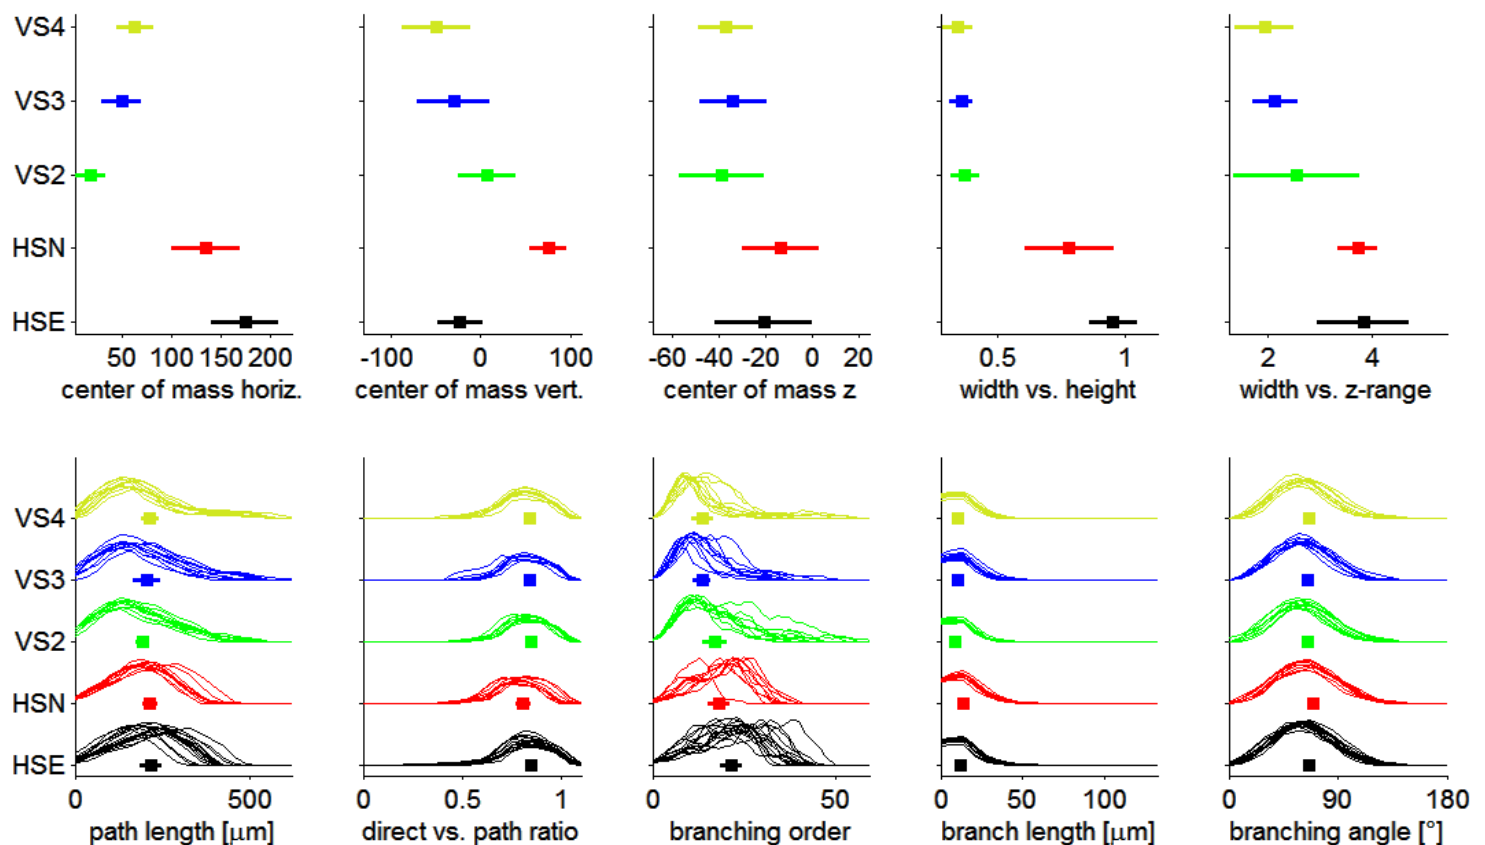 VS4
VS3
VS2
HSN
HSE
50 100 150 200
center of mass horiz.
-100 0 100
center of mass vert.
-60 -40 -20 0 20
center of mass z
0.5 1
width vs. height
2 4
width vs. z-range
VS4
VS3
VS2
HSN
HSE
0 500
path length [μm]
0 0.5 1
direct vs. path ratio
0 50
branching order
0 50 100
branch length [μm]
0 90 180
branching angle [°]